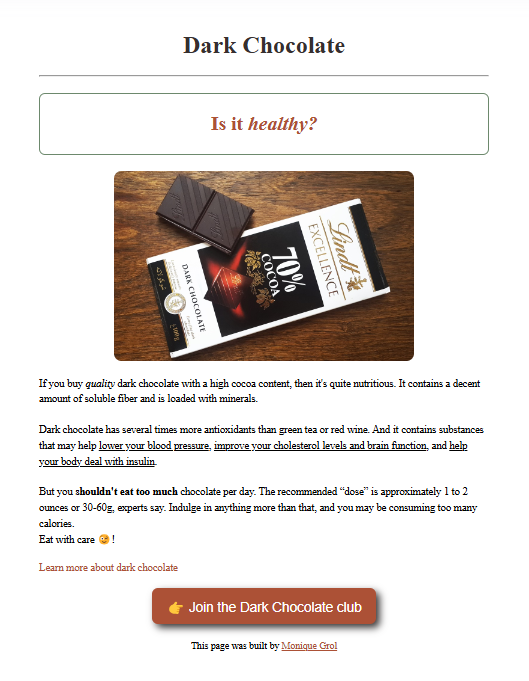 Dark Chocolate
Is it healthy?
Lindt
EXCELLENCE
70%
COCOA
DARK CHOCOLATE
If you buy quality dark chocolate with a high cocoa content, then it's quite nutritious. It contains a decent
amount of soluble fiber and is loaded with minerals.
Dark chocolate has several times more antioxidants than green tea or red wine. And it contains substances
that may help lower your blood pressure, improve your cholesterol levels and brain function, and help
your body deal with insulin.
But you shouldn't eat too much chocolate per day. The recommended “dose” is approximately 1 to 2
ounces or 30-60g, experts say. Indulge in anything more than that, and you may be consuming too many
calories.
Eat with care 😉 !
Learn more about dark chocolate
👉 Join the Dark Chocolate club
This page was built by Monique Grol